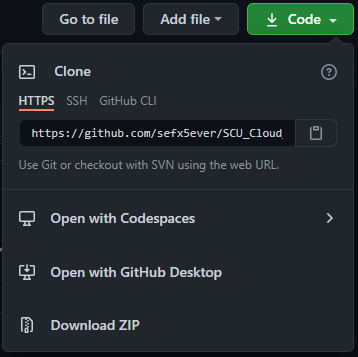 Go to file Add file Code
Clone
HTTPS SSH GitHub CLI
https://github.com/sefx5ever/SCU_Cloud_
Use Git or checkout with SVN using the web URL.
Open with Codespaces
Open with GitHub Desktop
Download ZIP